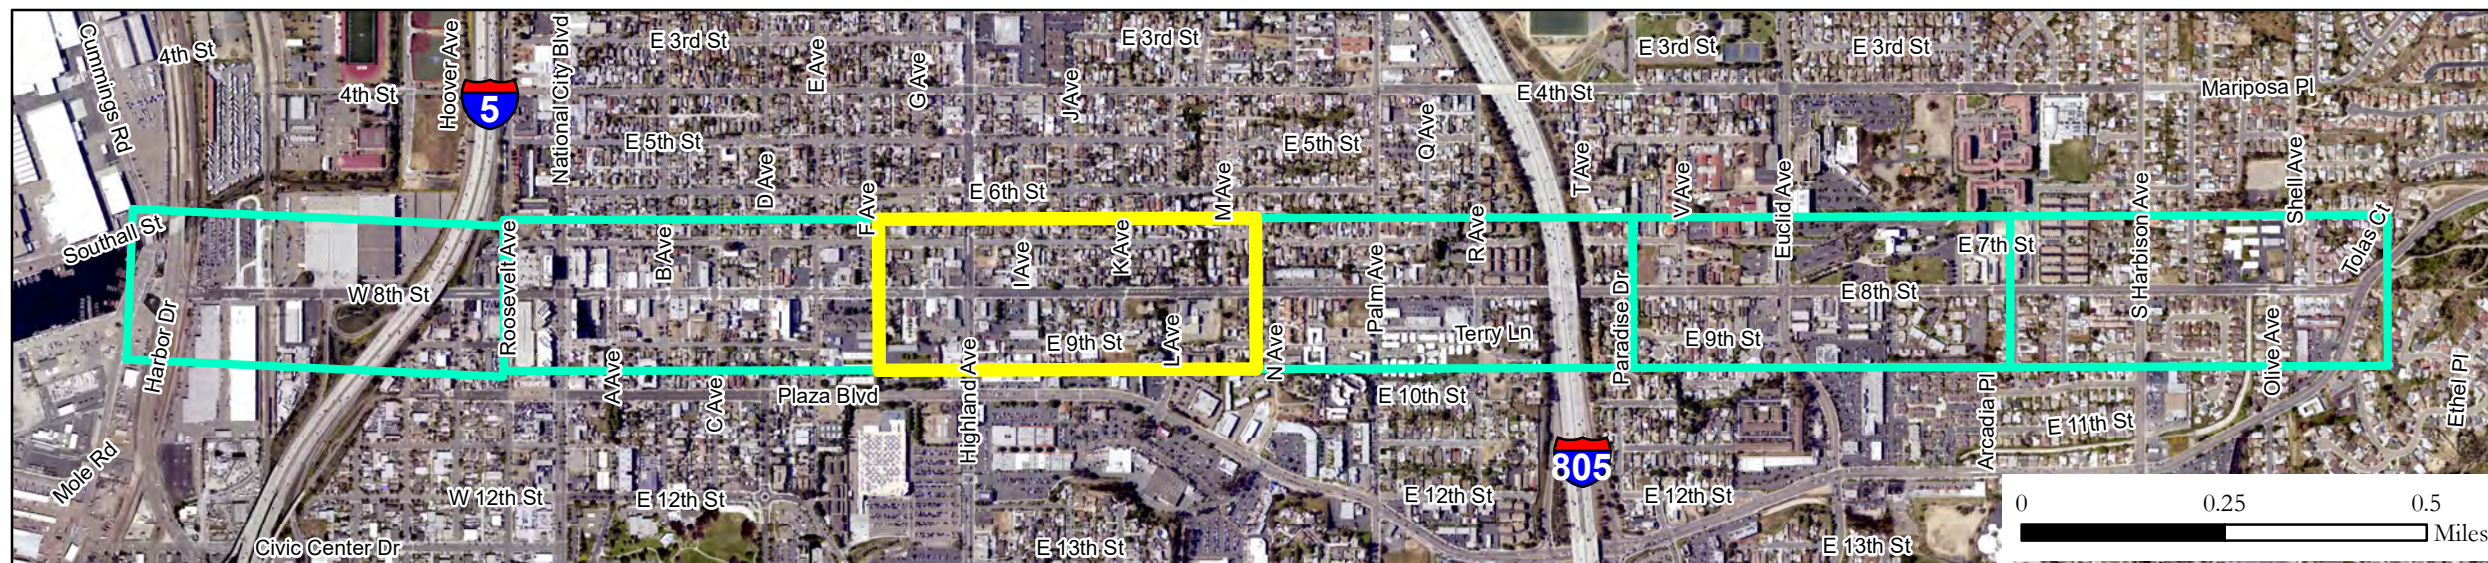 Cummings Rd
4th St
4th St
Hoover Ave
5
National City Blvd
E 3rd St
E Ave
G Ave
J Ave
E 3rd St
E 3rd St
E 3rd St
E 4th St
Mariposa Pl
E 5th St
D Ave
F Ave
E 6th St
M Ave
E 5th St
Q Ave
T Ave
V Ave
Euclid Ave
S Harbison Ave
Shell Ave
Tolas Ct
Southall St
Harbor Dr
W 8th St
Roosevelt Ave
B Ave
I Ave
K Ave
Palm Ave
R Ave
Paradise Dr
E 7th St
E 8th St
E 9th St
L Ave
N Ave
Terry Ln
E 9th St
Olive Ave
Ethel Pl
A Ave
C Ave
Plaza Blvd
Highland Ave
E 10th St
Arcadia Pl
E 11th St
805
Mole Rd
W 12th St
E 12th St
E 12th St
E 12th St
Civic Center Dr
E 13th St
E 13th St
0 0.25 0.5
Miles